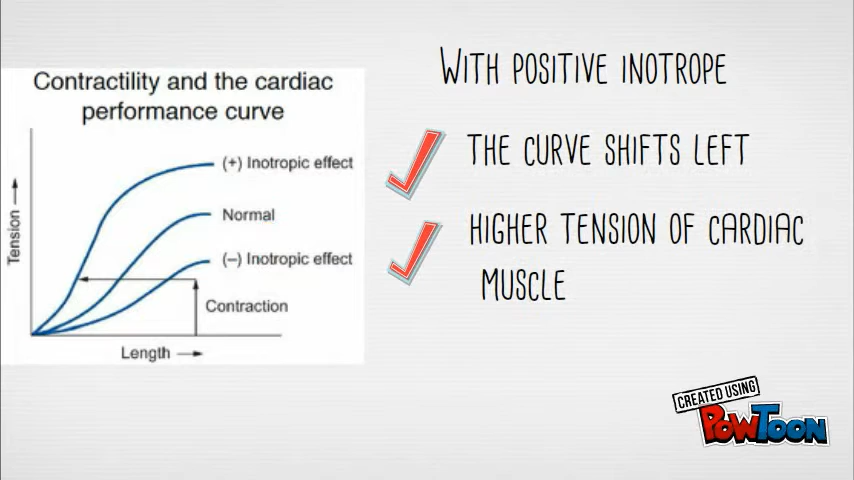 Contractility and the cardiac
performance curve
Tension
(+) Inotropic effect
Normal
(–) Inotropic effect
Contraction
Length
WITH POSITIVE INOTROPE
THE CURVE SHIFTS LEFT
HIGHER TENSION OF CARDIAC
MUSCLE
CREATED USING
POWTOON